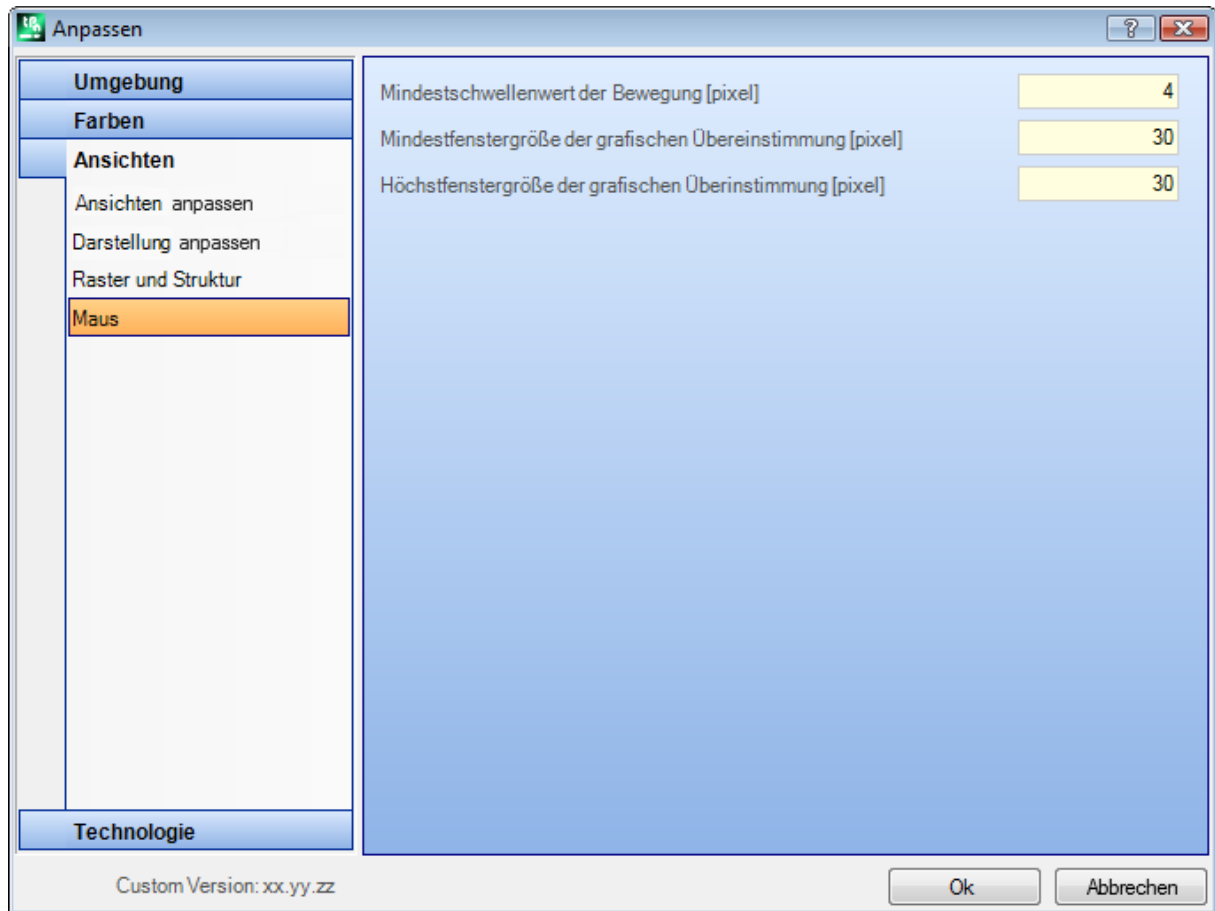 Anpassen
Umgebung
Farben
Ansichten
Ansichten anpassen
Darstellung anpassen
Raster und Struktur
Maus
Technologie
Mindestschwellenwert der Bewegung [pixel] 4
Mindestfenstergröße der grafischen Übereinstimmung [pixel] 30
Höchstfenstergröße der grafischen Überinstimmung [pixel] 30
Custom Version: xx.yy.zz
Ok
Abbrechen